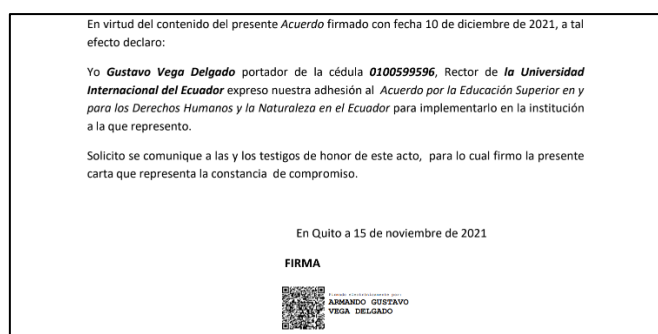 En virtud del contenido del presente Acuerdo firmado con fecha 10 de diciembre de 2021, a tal
efecto declaro:
Yo Gustavo Vega Delgado portador de la cédula 0100599596, Rector de la Universidad
Internacional del Ecuador expreso nuestra adhesión al Acuerdo por la Educación Superior en y
para los Derechos Humanos y la Naturaleza en el Ecuador para implementarlo en la institución
a la que represento.
Solicito se comunique a las y los testigos de honor de este acto, para lo cual firmo la presente
carta que representa la constancia de compromiso.
En Quito a 15 de noviembre de 2021
FIRMA
Firmado electrónicamente por:
ARMANDO GUSTAVO
VEGA DELGADO